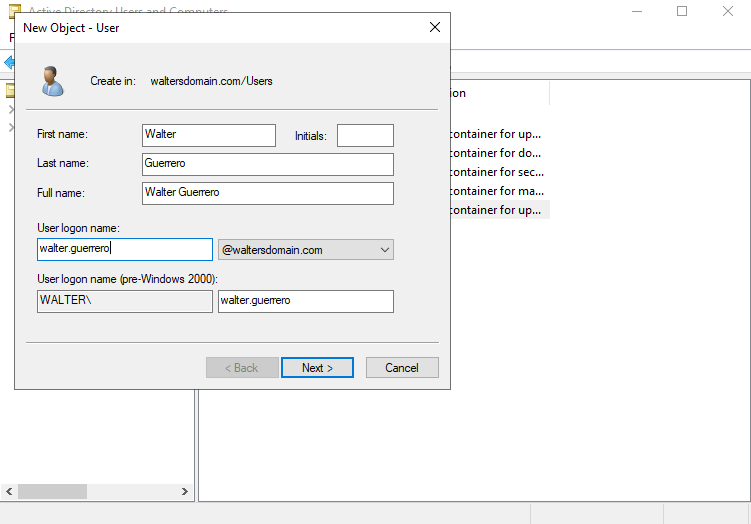 Active Directory Users and Computers
New Object - User
Create in: waltersdomain.com/Users
First name: Walter Initials:
Last name: Guerrero
Full name: Walter Guerrero
User logon name:
walter.guerrero @waltersdomain.com
User logon name (pre-Windows 2000):
WALTER\ walter.guerrero
< Back Next > Cancel
ion
container for up...
container for do...
container for sec...
container for ma...
container for up...